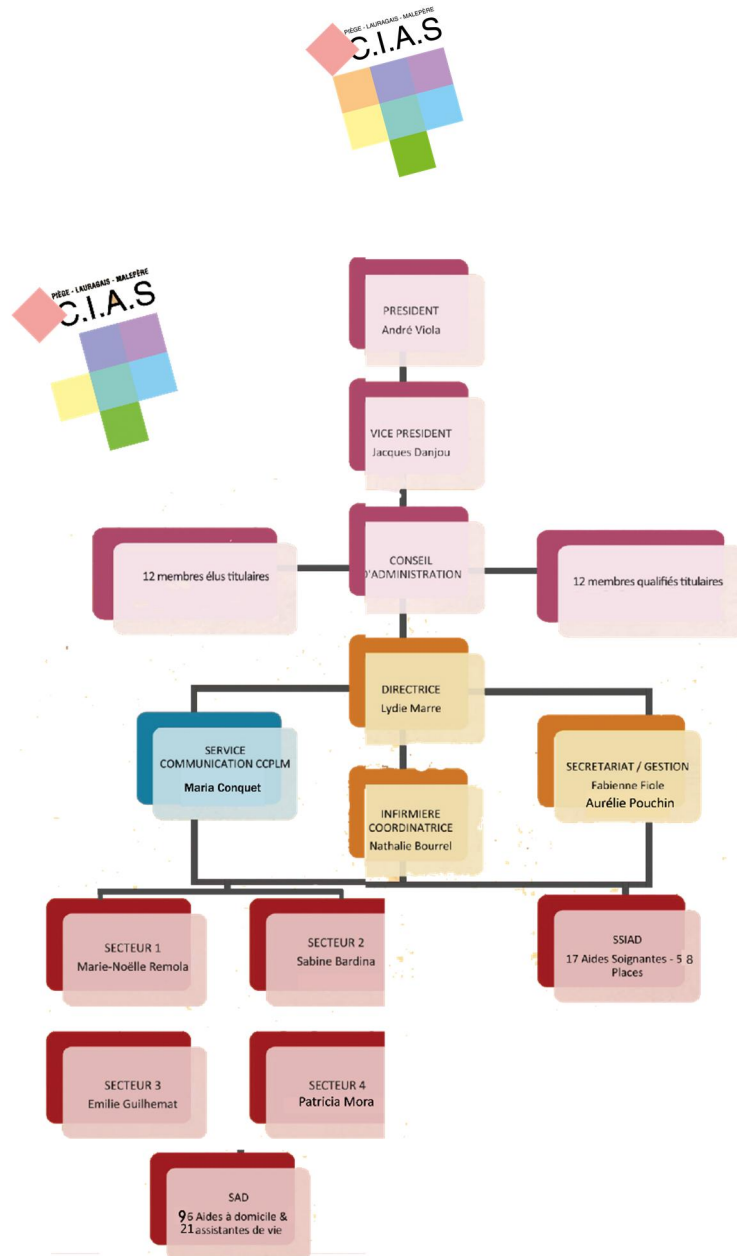 PIÈGE - LAURAGAIS - MALEPÈRE
C.I.A.S
PIÈGE - LAURAGAIS - MALEPÈRE
C.I.A.S
PRESIDENT
André Viola
VICE PRESIDENT
Jacques Danjou
CONSEIL
D'ADMINISTRATION
12 membres élus titulaires
12 membres qualifiés titulaires
DIRECTRICE
Lydie Marre
SERVICE
COMMUNICATION CCPLM
Maria Conquet
SECRETARIAT / GESTION
Fabienne Fiole
Aurélie Pouchin
INFIRMIERE
COORDINATRICE
Nathalie Bourrel
SECTEUR 1
Marie-Noëlle Remola
SECTEUR 2
Sabine Bardina
SSIAD
17 Aides Soignantes - 5 8
Places
SECTEUR 3
Emilie Guilhemat
SECTEUR 4
Patricia Mora
SAD
96 Aides à domicile &
21 assistantes de vie